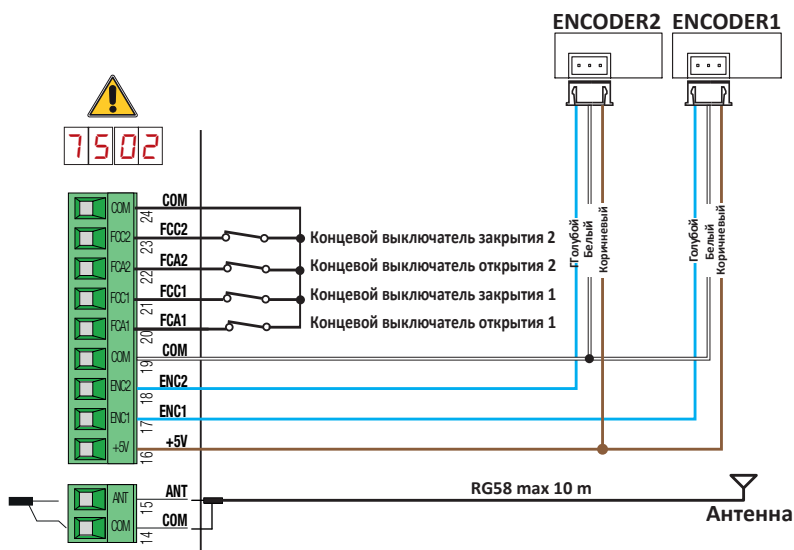 ENCODER2 ENCODER1
7502
COM 24 COM
FCC2 23 FCC2 Концевой выключатель закрытия 2
FCA2 22 FCA2 Концевой выключатель открытия 2
FCC1 21 FCC1 Концевой выключатель закрытия 1
FCA1 20 FCA1 Концевой выключатель открытия 1
COM 19 COM
ENC2 18 ENC2
ENC1 17 ENC1
+5V 16 +5V
ГГолубой
Белый
Коричневый
Голубой
Белый
Коричневый
ANT 15 ANT RG58 max 10 m
COM 14 COM
Антенна